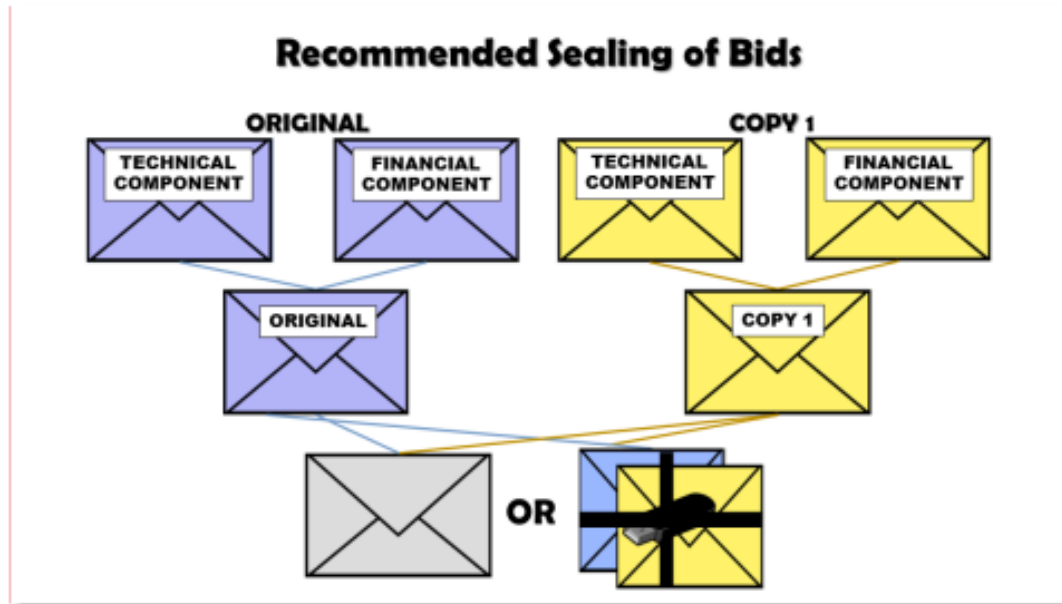 Recommended Sealing of Bids
ORIGINAL
COPY 1
TECHNICAL
COMPONENT
FINANCIAL
COMPONENT
TECHNICAL
COMPONENT
FINANCIAL
COMPONENT
ORIGINAL
COPY 1
OR